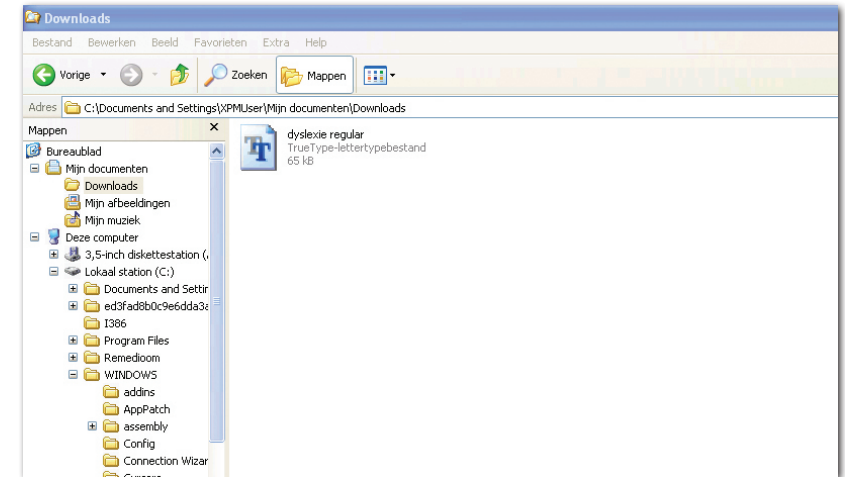 Downloads
Bestand Bewerken Beeld Favorieten Extra Help
Vorige Zoeken Mappen
Adres C:\Documents and Settings\XPMUser\Mijn documenten\Downloads
Mappen
Bureaublad
Mijn documenten
Downloads
Mijn afbeeldingen
Mijn muziek
Deze computer
3,5-inch diskettestation (
Lokaal station (C:)
Documents and Settin
ed3fad8b0c9e6dda3a
I386
Program Files
Remedioom
WINDOWS
addins
AppPatch
assembly
Config
Connection Wizar
Cursors
dyslexie regular
TrueType-lettertypebestand
65 kB